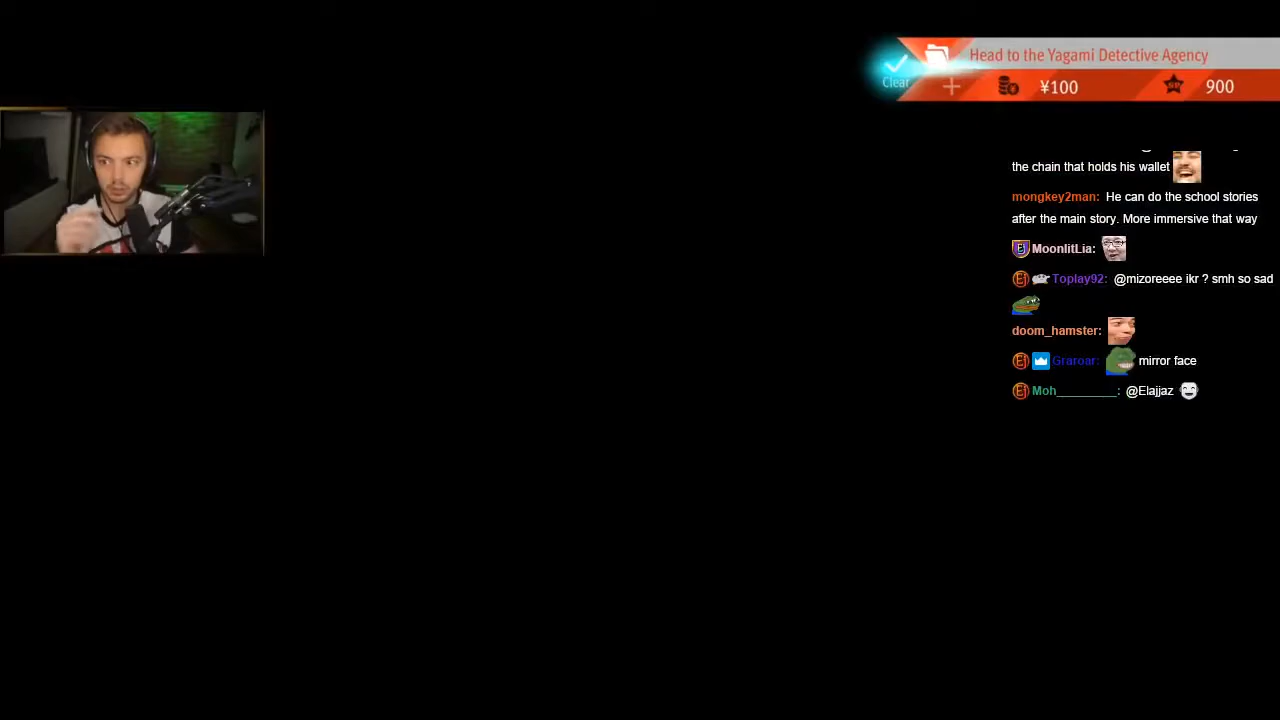 Head to the Yagami Detective Agency
Clear
¥100
900
the chain that holds his wallet
mongkey2man: He can do the school stories
after the main story. More immersive that way
MoonlitLia:
Toplay92: @mizoreeee ikr ? smh so sad
doom_hamster:
Graroar: mirror face
Moh_________: @Elajjaz